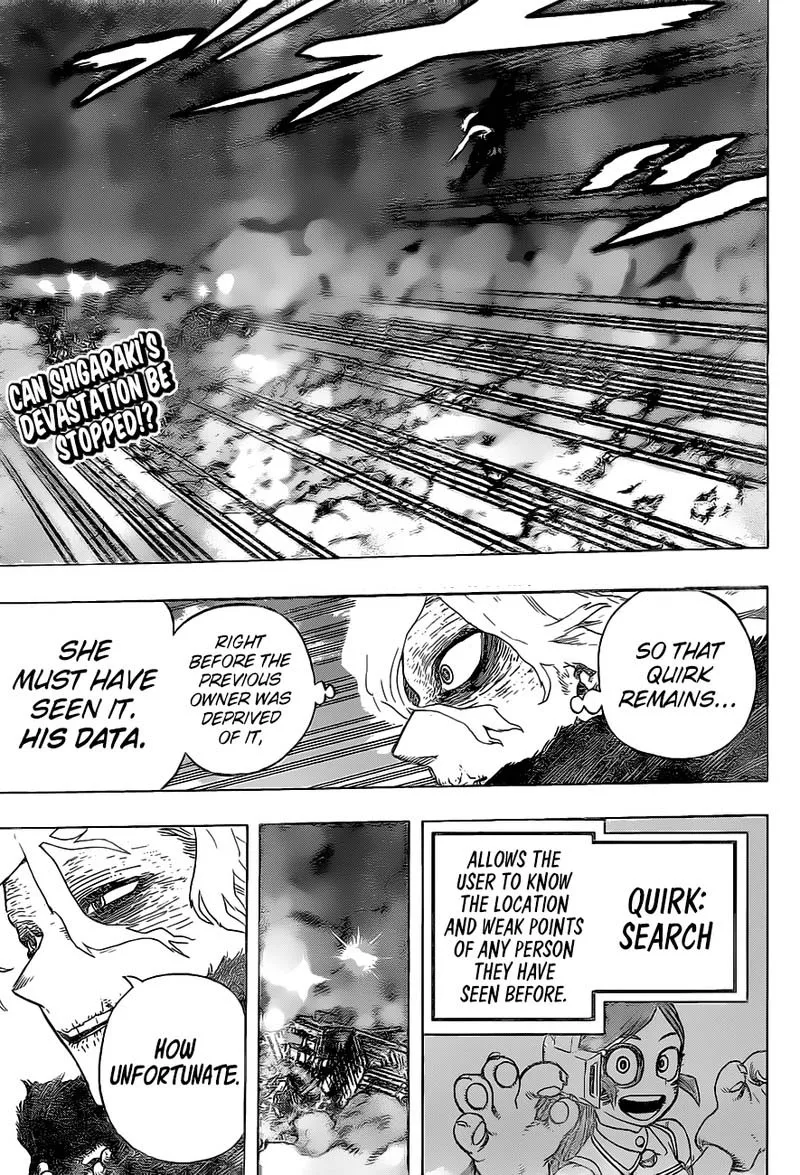 CAN SHIGARAKI'S
DEVASTATION BE
STOPPED!?
SO THAT
QUIRK
REMAINS...
RIGHT
BEFORE THE
PREVIOUS
OWNER WAS
DEPRIVED
OF IT,
SHE
MUST HAVE
SEEN IT.
HIS DATA.
QUIRK:
SEARCH
ALLOWS THE
USER TO KNOW
THE LOCATION
AND WEAK POINTS
OF ANY PERSON
THEY HAVE
SEEN BEFORE.
HOW
UNFORTUNATE.